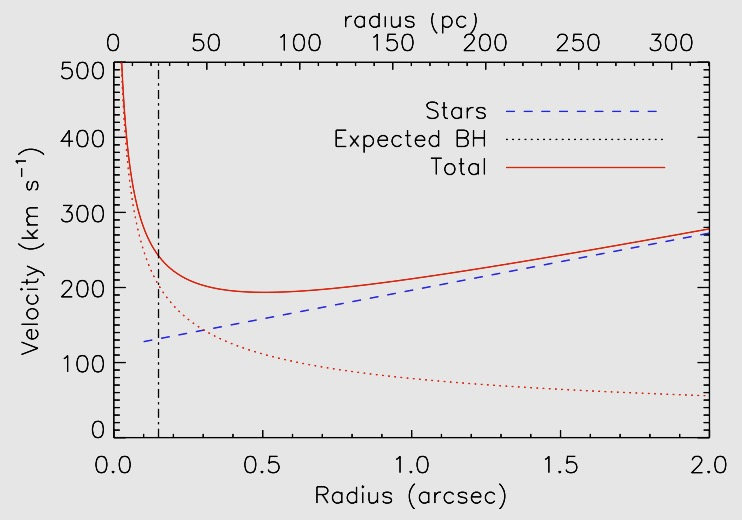 radius (pc)
0 50 100 150 200 250 300
500
400
300
200
100
0
Velocity (km s⁻¹)
Stars
Expected BH
Total
0.0 0.5 1.0 1.5 2.0
Radius (arcsec)